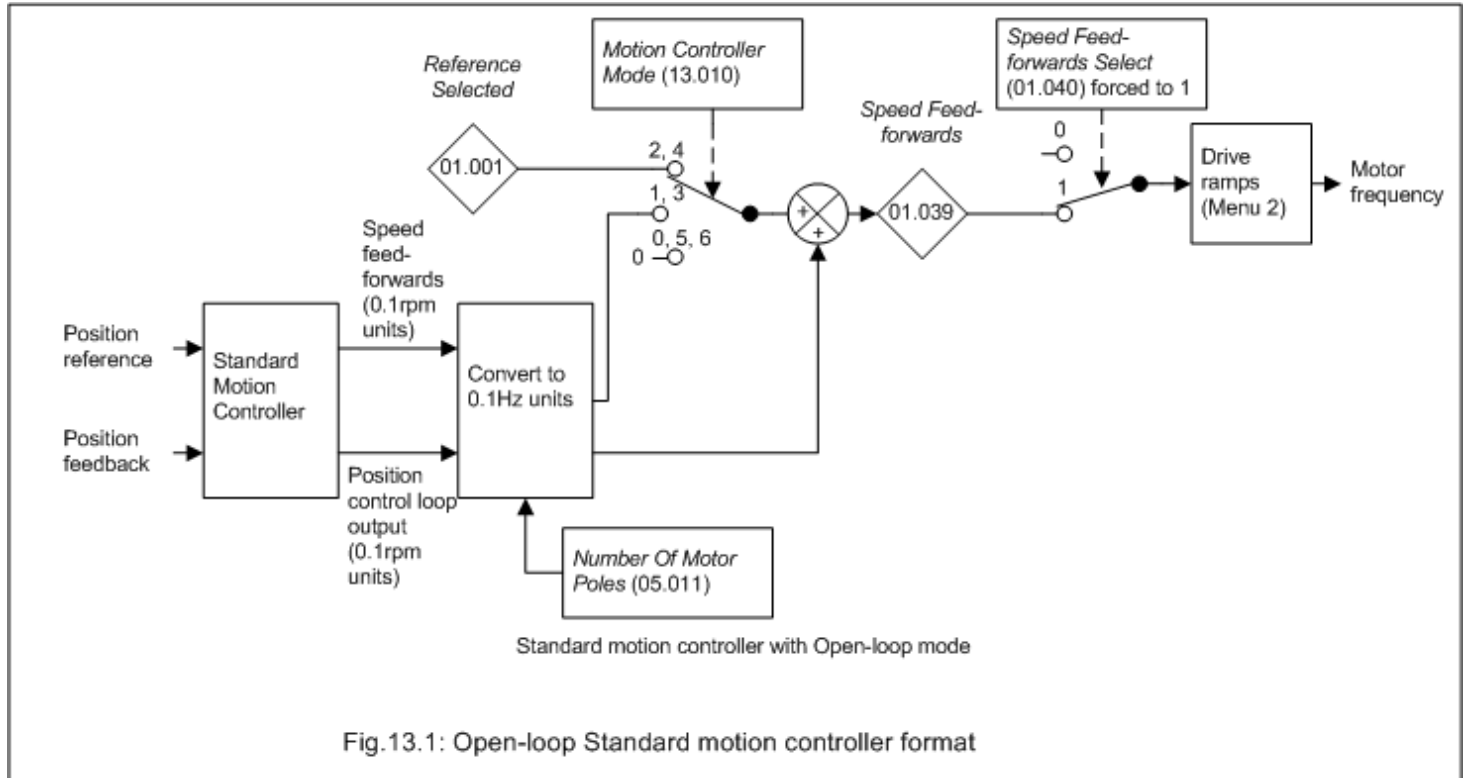 Reference
Selected
01.001
Motion Controller
Mode (13.010)
2, 4
1, 3
0, 5, 6
0
Speed Feed-
forwards
01.039
Speed Feed-
forwards Select
(01.040) forced to 1
0
1
Drive
ramps
(Menu 2)
Motor
frequency
+
+
Position
reference
Position
feedback
Standard
Motion
Controller
Speed
feed-
forwards
(0.1rpm
units)
Position
control loop
output
(0.1rpm
units)
Convert to
0.1Hz units
Number Of Motor
Poles (05.011)
Standard motion controller with Open-loop mode
Fig.13.1: Open-loop Standard motion controller format